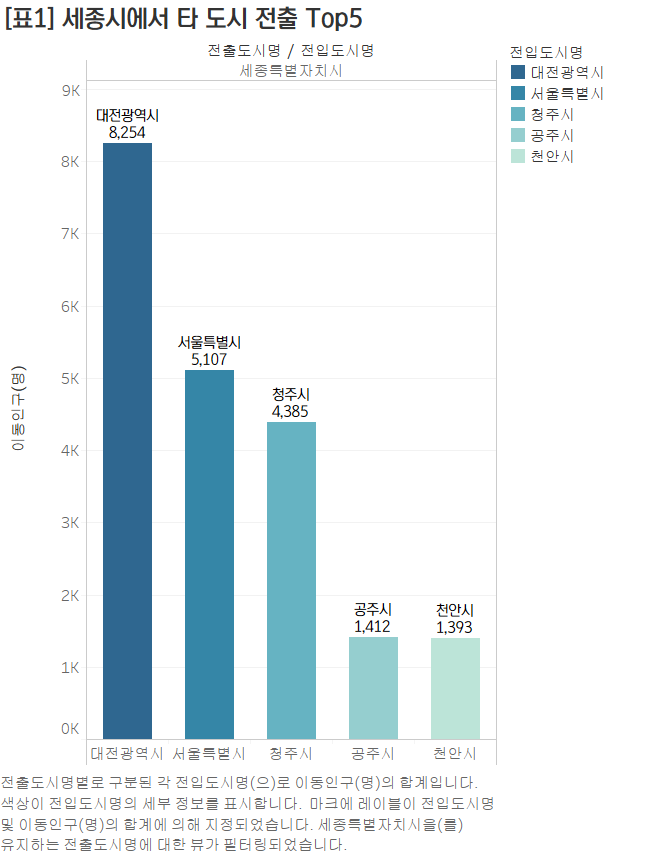 [표1] 세종시에서 타 도시 전출 Top5
전출도시명 / 전입도시명
세종특별자치시
전입도시명
대전광역시
서울특별시
청주시
공주시
천안시
이동인구(명)
9K
8K
7K
6K
5K
4K
3K
2K
1K
0K
대전광역시
8,254
서울특별시
5,107
청주시
4,385
공주시
1,412
천안시
1,393
대전광역시 서울특별시 청주시 공주시 천안시
전출도시명별로 구분된 각 전입도시명(으)로 이동인구(명)의 합계입니다.
색상이 전입도시명의 세부 정보를 표시합니다. 마크에 레이블이 전입도시명
및 이동인구(명)의 합계에 의해 지정되었습니다. 세종특별자치시을(를)
유지하는 전출도시명에 대한 뷰가 필터링되었습니다.